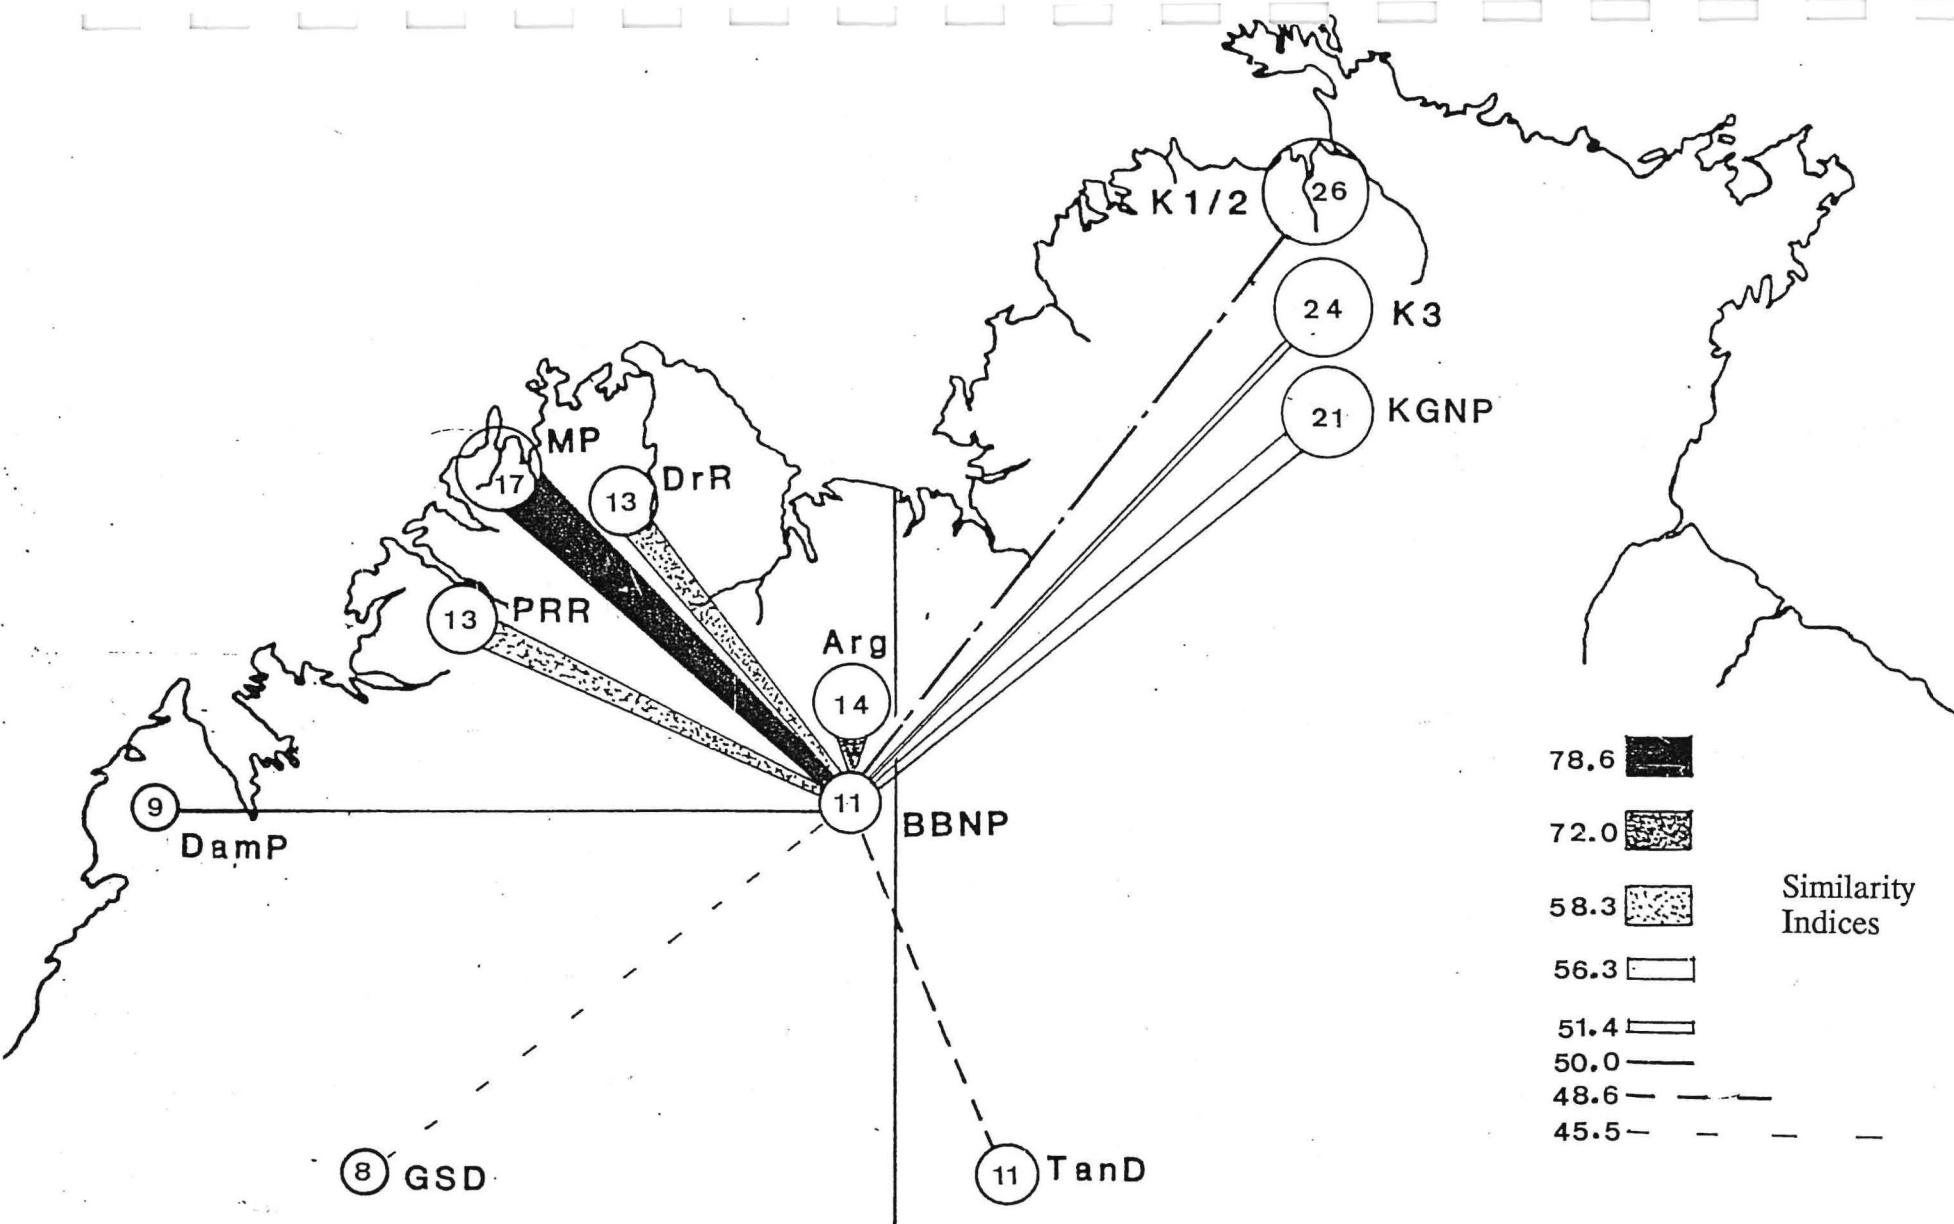 K1/2
26
24
K3
21
KGNP
MP
17
13
DrR
13
PRR
Arg
14
9
DamP
11
BBNP
8
GSD
11
TanD
78.6
72.0
58.3
56.3
51.4
50.0
48.6
45.5
Similarity
Indices